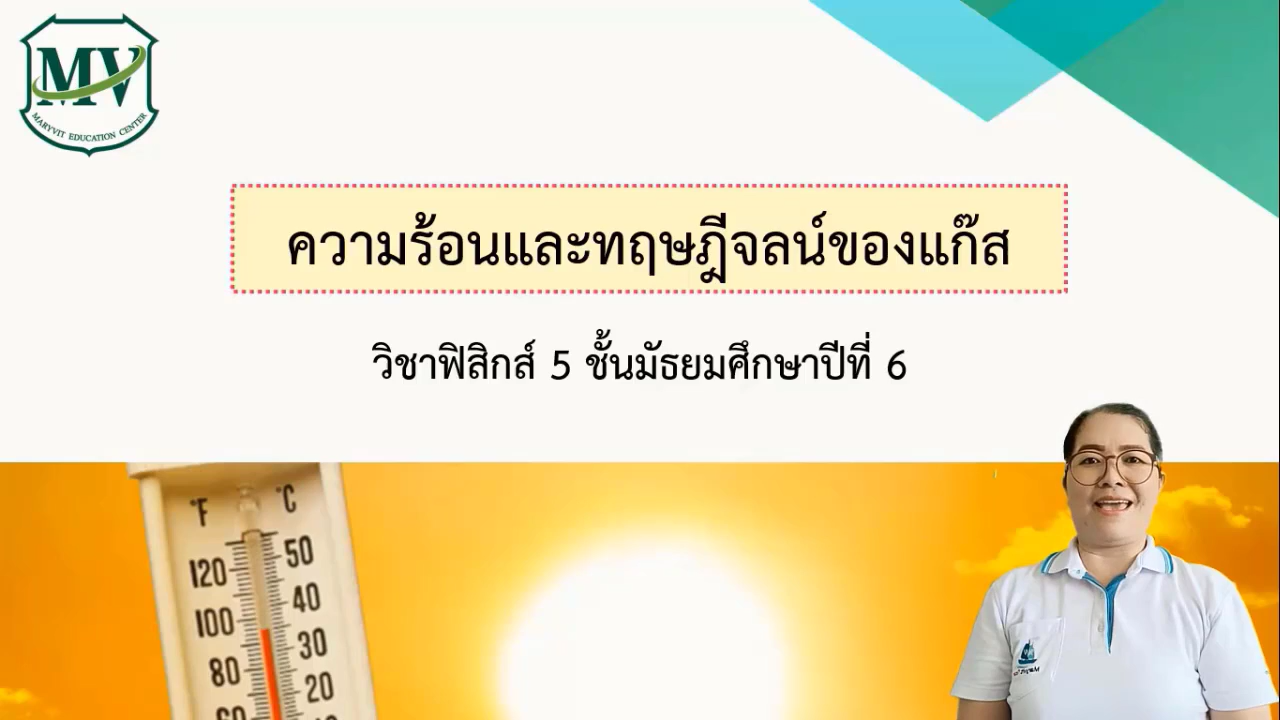 MV
MARYVIT EDUCATION CENTER
ความร้อนและทฤษฎีจลน์ของแก๊ส
วิชาฟิสิกส์ 5 ชั้นมัธยมศึกษาปีที่ 6
°F °C
120 50
100 40
80 30
60 20